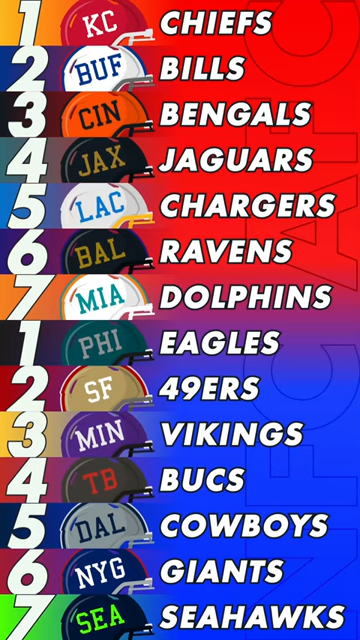 1 KC CHIEFS
2 BUF BILLS
3 CIN BENGALS
4 JAX JAGUARS
5 LAC CHARGERS
6 BAL RAVENS
7 MIA DOLPHINS
1 PHI EAGLES
2 SF 49ERS
3 MIN VIKINGS
4 TB BUCS
5 DAL COWBOYS
6 NYG GIANTS
7 SEA SEAHAWKS
AFC
NFC